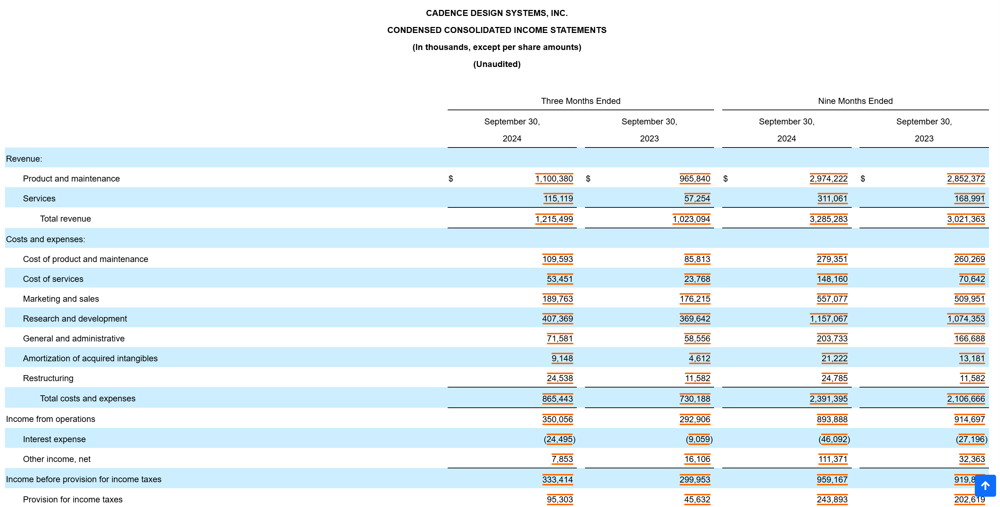 CADENCE DESIGN SYSTEMS, INC.
CONDENSED CONSOLIDATED INCOME STATEMENTS
(In thousands, except per share amounts)
(Unaudited)
Three Months Ended Nine Months Ended
September 30, September 30, September 30, September 30,
2024 2023 2024 2023
Revenue:
Product and maintenance $ 1,100,380 $ 965,840 $ 2,974,222 $ 2,852,372
Services 115,119 57,254 311,061 168,991
Total revenue 1,215,499 1,023,094 3,285,283 3,021,363
Costs and expenses:
Cost of product and maintenance 109,593 85,813 279,351 260,269
Cost of services 53,451 23,768 148,160 70,642
Marketing and sales 189,763 176,215 557,077 509,951
Research and development 407,369 369,642 1,157,067 1,074,353
General and administrative 71,581 58,556 203,733 166,688
Amortization of acquired intangibles 9,148 4,612 21,222 13,181
Restructuring 24,538 11,582 24,785 11,582
Total costs and expenses 865,443 730,188 2,391,395 2,106,666
Income from operations 350,056 292,906 893,888 914,697
Interest expense (24,495) (9,059) (46,092) (27,196)
Other income, net 7,853 16,106 111,371 32,363
Income before provision for income taxes 333,414 299,953 959,167
Provision for income taxes 95,303 45,632 243,893 202,619